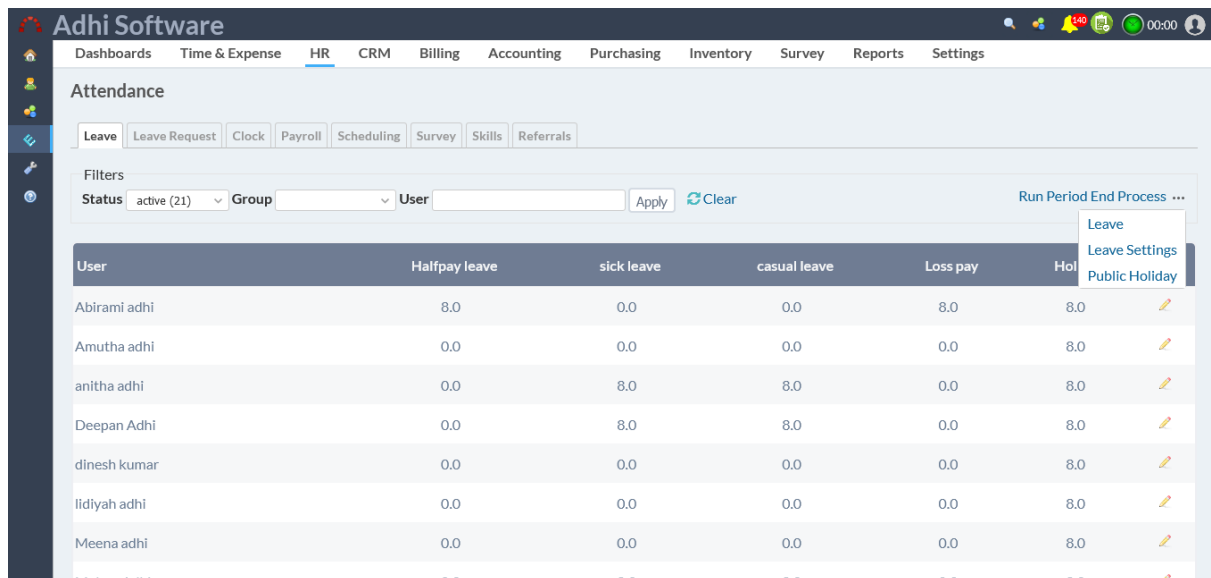 Adhi Software 140 00:00
Dashboards Time & Expense HR CRM Billing Accounting Purchasing Inventory Survey Reports Settings
Attendance
Leave Leave Request Clock Payroll Scheduling Survey Skills Referrals
Filters
Status active (21) Group User Apply Clear Run Period End Process ...
Leave
Leave Settings
Public Holiday
User Halfpay leave sick leave casual leave Loss pay Hol
Abirami adhi 8.0 0.0 0.0 8.0 8.0
Amutha adhi 0.0 0.0 0.0 0.0 8.0
anitha adhi 0.0 8.0 8.0 0.0 8.0
Deepan Adhi 0.0 8.0 8.0 0.0 8.0
dinesh kumar 0.0 0.0 0.0 0.0 8.0
lidiyah adhi 0.0 0.0 0.0 0.0 8.0
Meena adhi 0.0 0.0 0.0 0.0 8.0